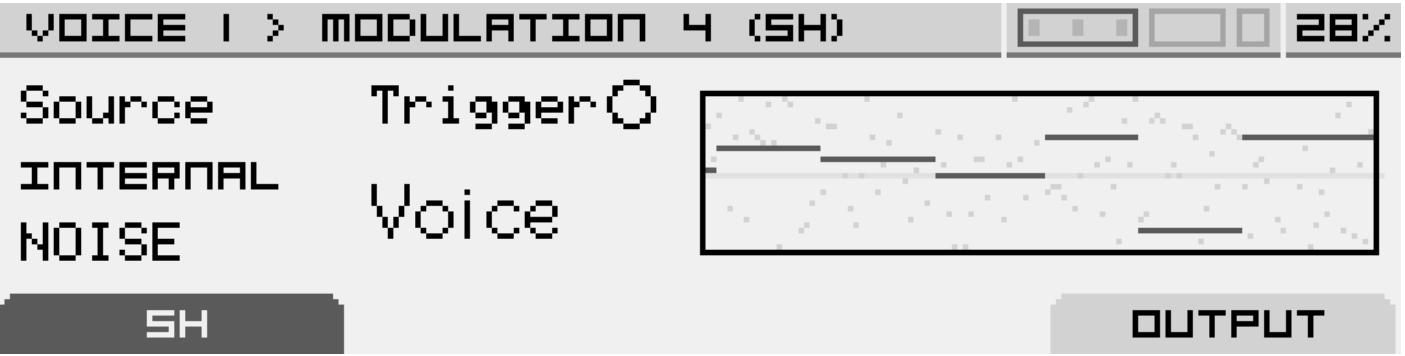 VOICE 1 > MODULATION 4 (SH) 28%
Source Trigger
INTERNAL
NOISE Voice
SH OUTPUT